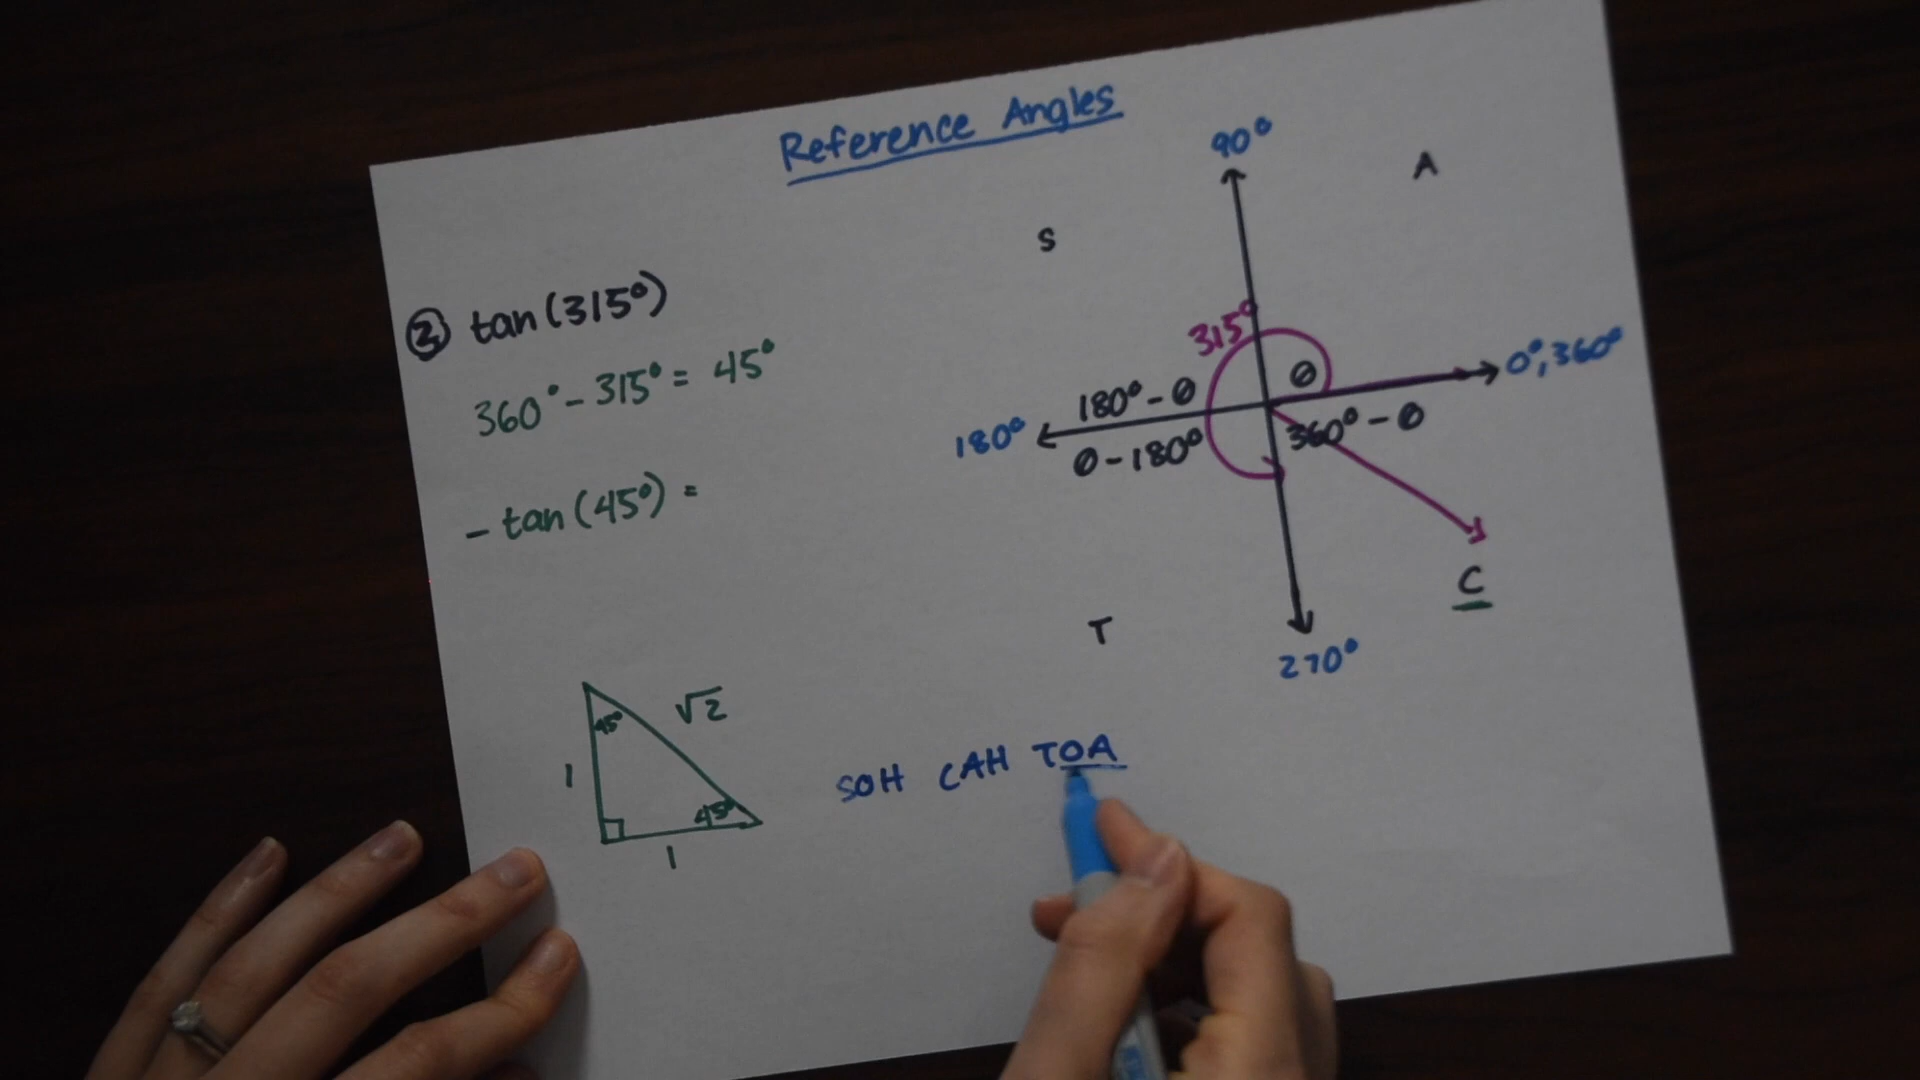 Reference Angles
② tan(315°)
360° - 315° = 45°
- tan(45°) =
90°
A
S
315°
θ
0°, 360°
180° - θ
360° - θ
180°
θ - 180°
C
T
270°
√2
45°
1
45°
1
SOH CAH TOA